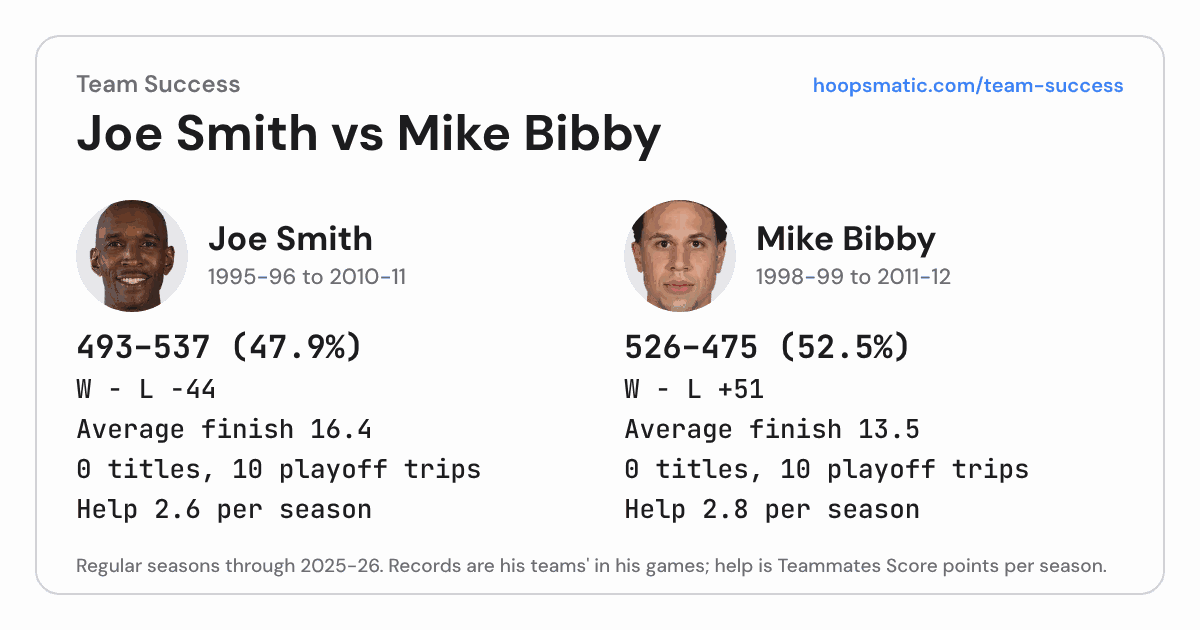 Team Success
hoopsmatic.com/team-success
Joe Smith vs Mike Bibby
Joe Smith
1995-96 to 2010-11
493-537 (47.9%)
W - L -44
Average finish 16.4
0 titles, 10 playoff trips
Help 2.6 per season
Mike Bibby
1998-99 to 2011-12
526-475 (52.5%)
W - L +51
Average finish 13.5
0 titles, 10 playoff trips
Help 2.8 per season
Regular seasons through 2025-26. Records are his teams' in his games; help is Teammates Score points per season.